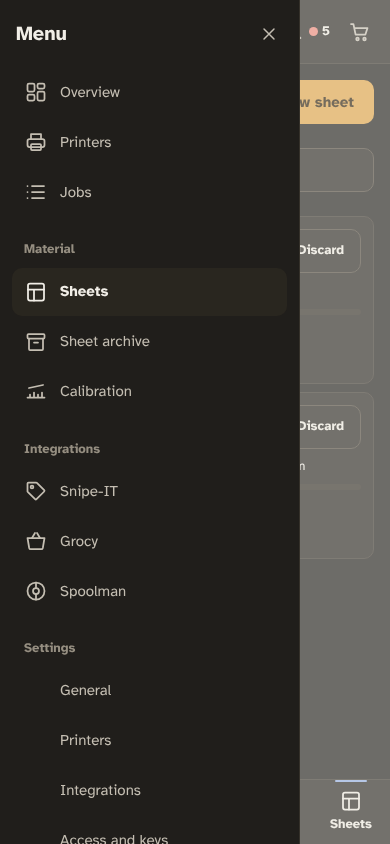 Menu
5
Overview
w sheet
Printers
Jobs
Material
Discard
Sheets
Sheet archive
Calibration
Discard
Integrations
n
Snipe-IT
Grocy
Spoolman
Settings
General
Printers
Integrations
Sheets
Access and keys